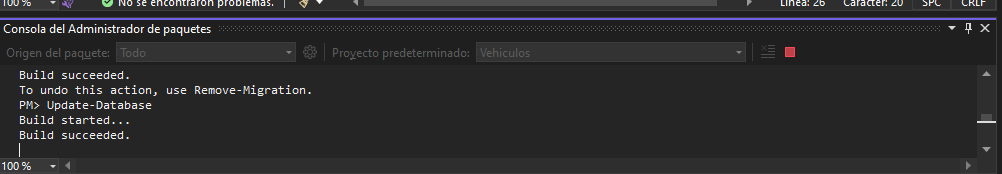 100 %
No se encontraron problemas.
Línea: 26
Carácter: 20
SPC
CRLF
Consola del Administrador de paquetes
Origen del paquete: Todo
Proyecto predeterminado: Vehiculos
Build succeeded.
To undo this action, use Remove-Migration.
PM> Update-Database
Build started...
Build succeeded.
100 %